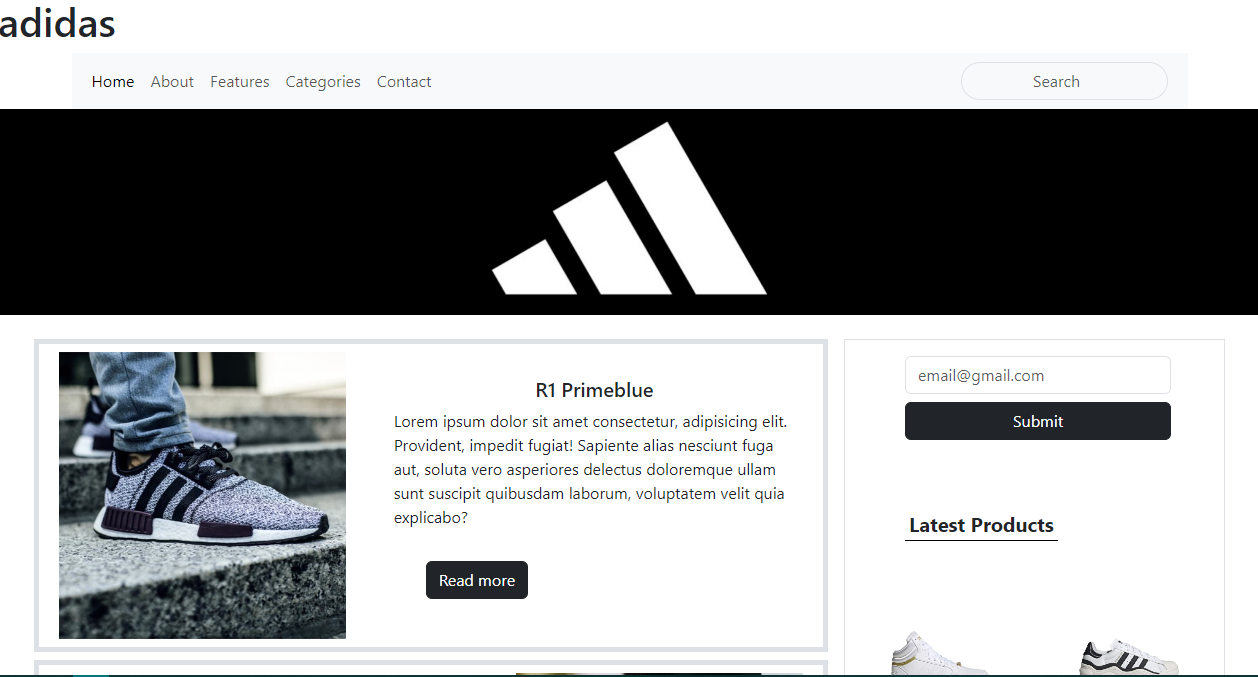 adidas
Home About Features Categories Contact Search
R1 Primeblue
Lorem ipsum dolor sit amet consectetur, adipisicing elit.
Provident, impedit fugiat! Sapiente alias nesciunt fuga
aut, soluta vero asperiores delectus doloremque ullam
sunt suscipit quibusdam laborum, voluptatem velit quia
explicabo?
Read more
email@gmail.com
Submit
Latest Products